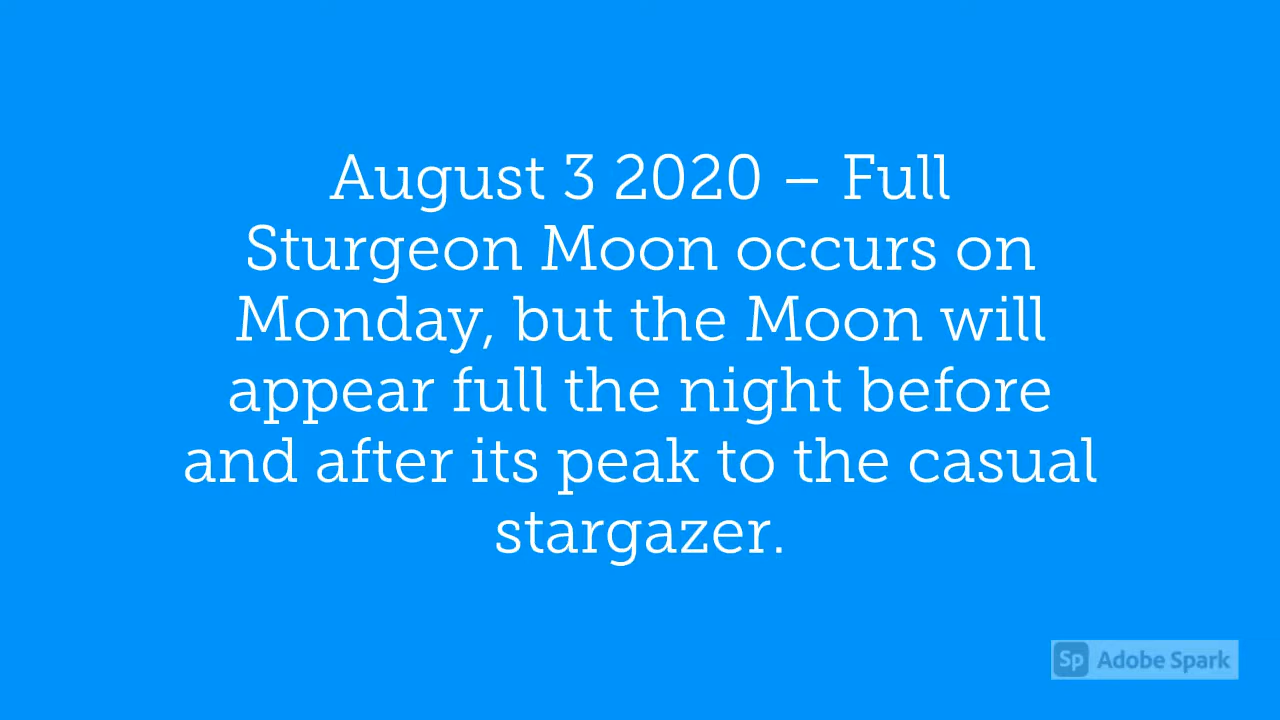 August 3 2020 – Full
Sturgeon Moon occurs on
Monday, but the Moon will
appear full the night before
and after its peak to the casual
stargazer.
Sp Adobe Spark